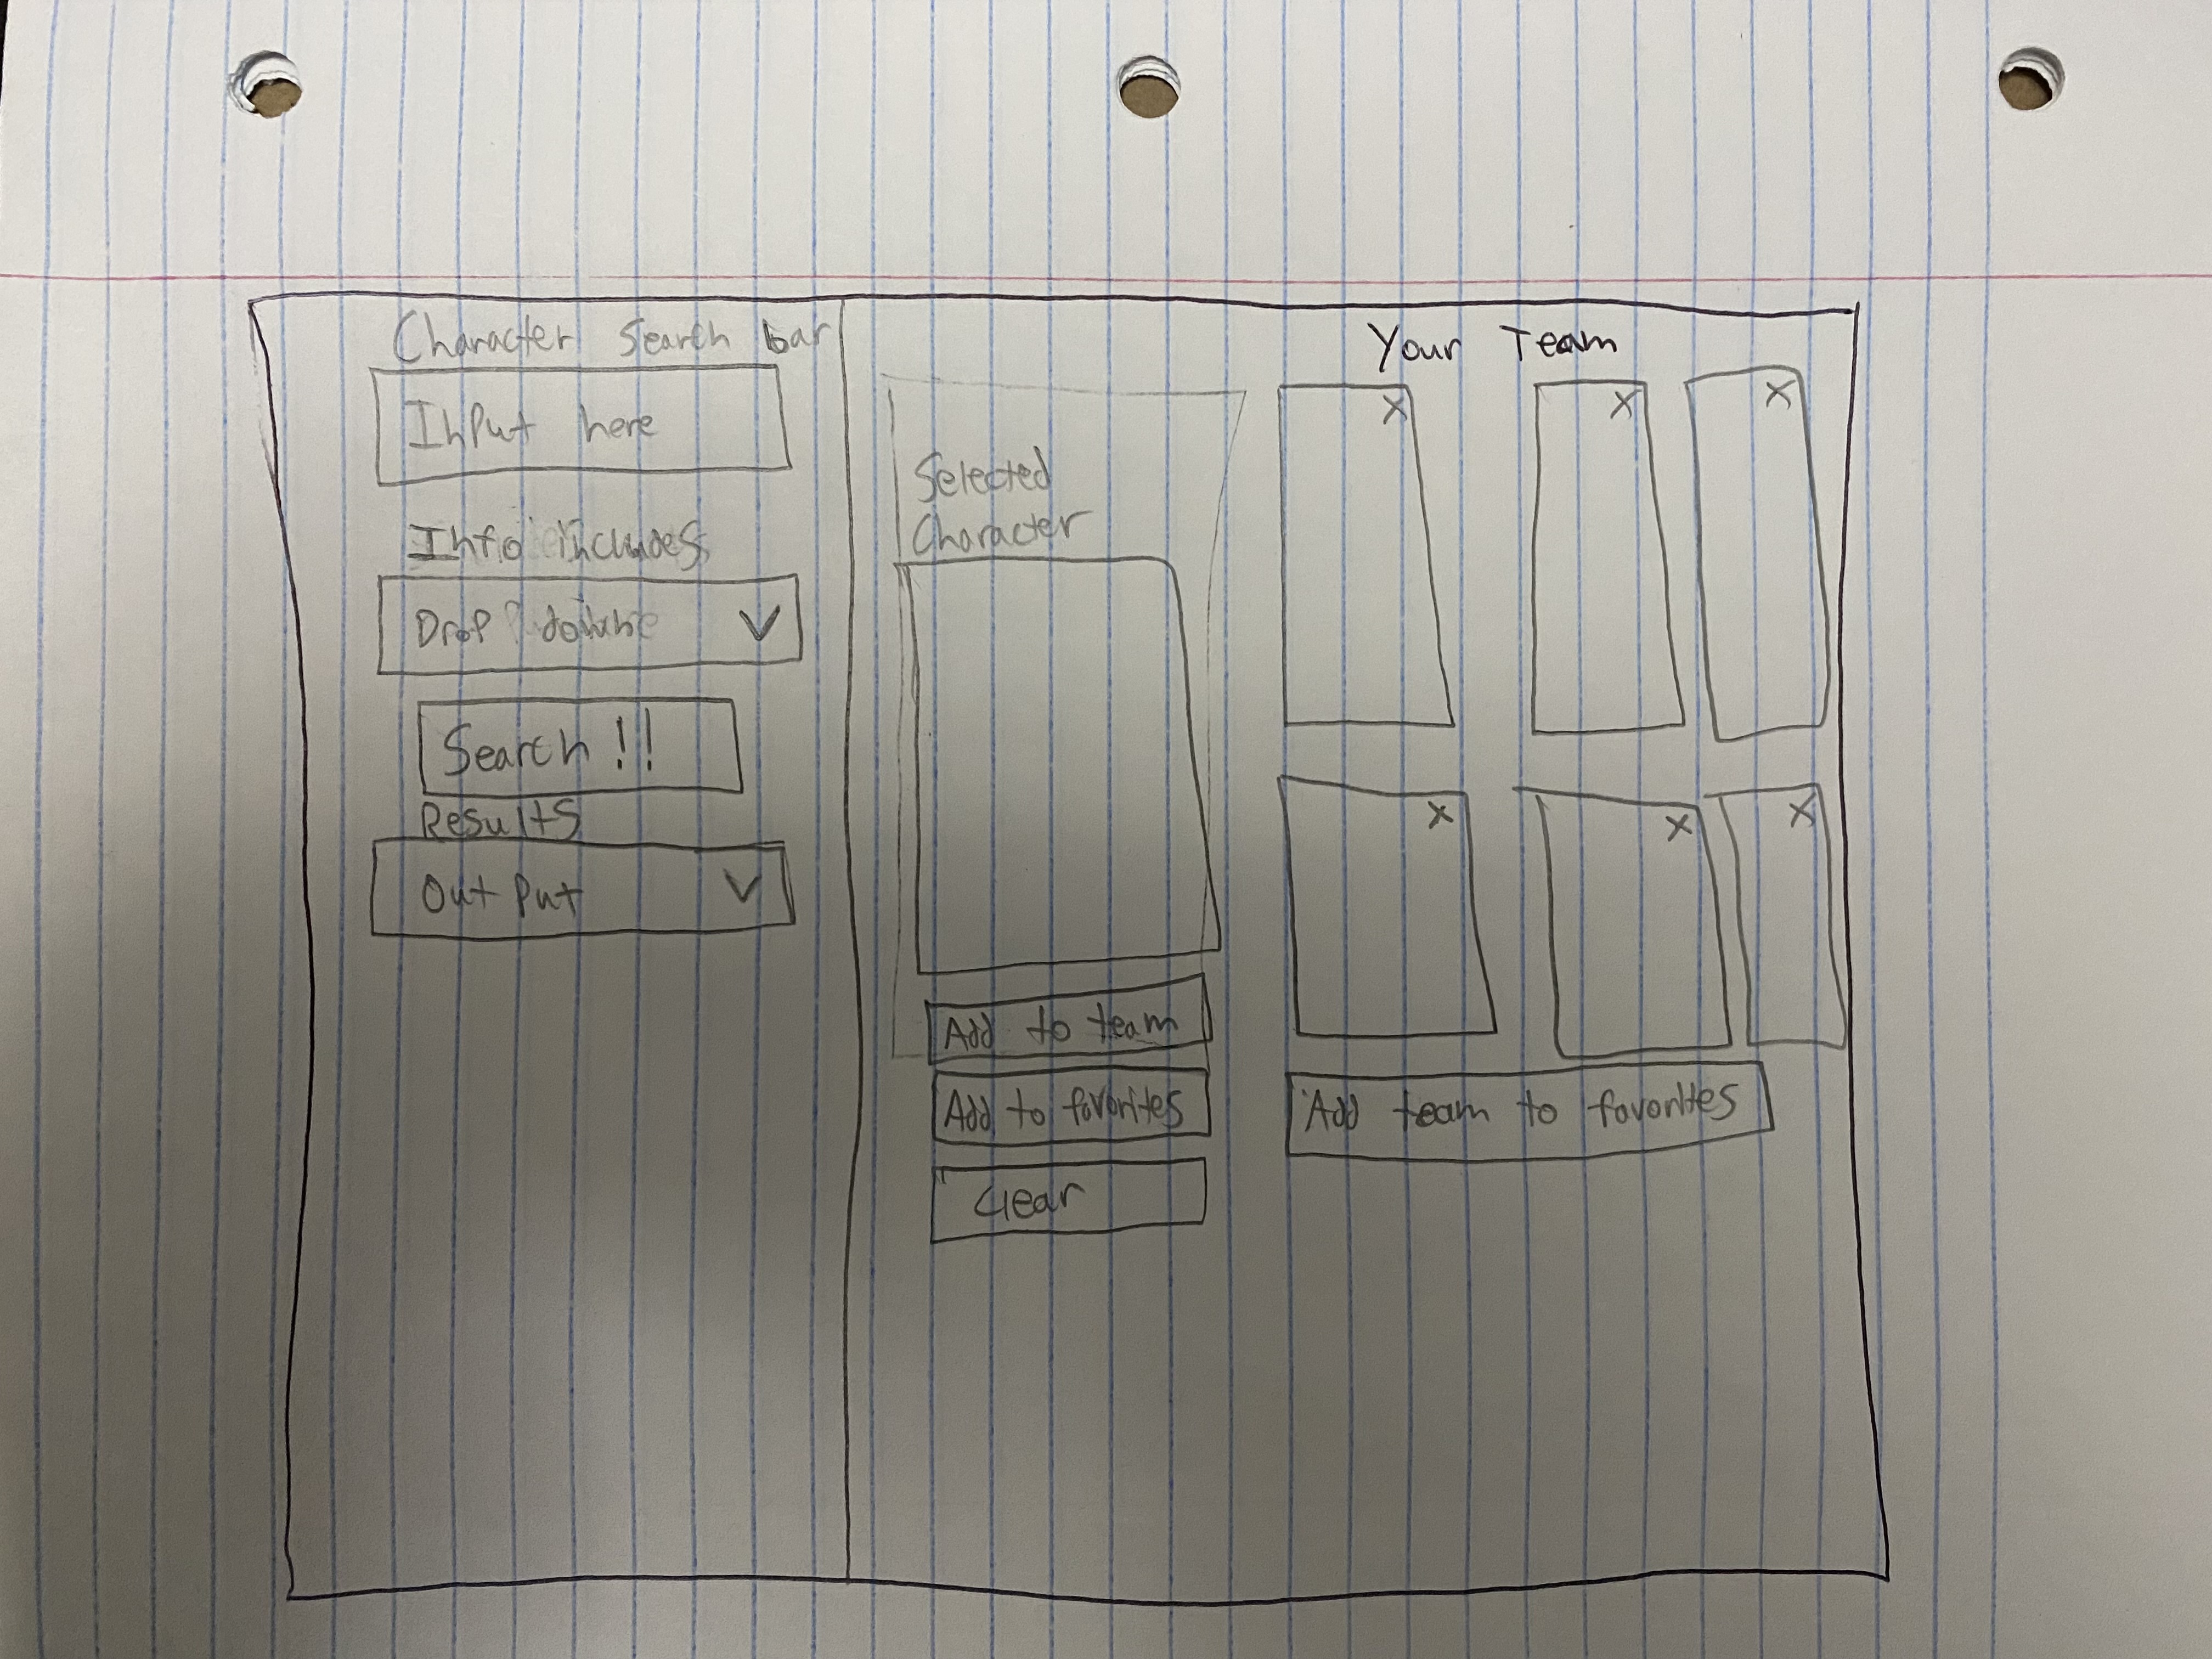 Character Search bar
Input here
Info includes
Drop down
Search !!
Results
Out Put
Selected
Character
Add to team
Add to favorites
Clear
Your Team
X
X
X
X
X
X
Add team to favorites